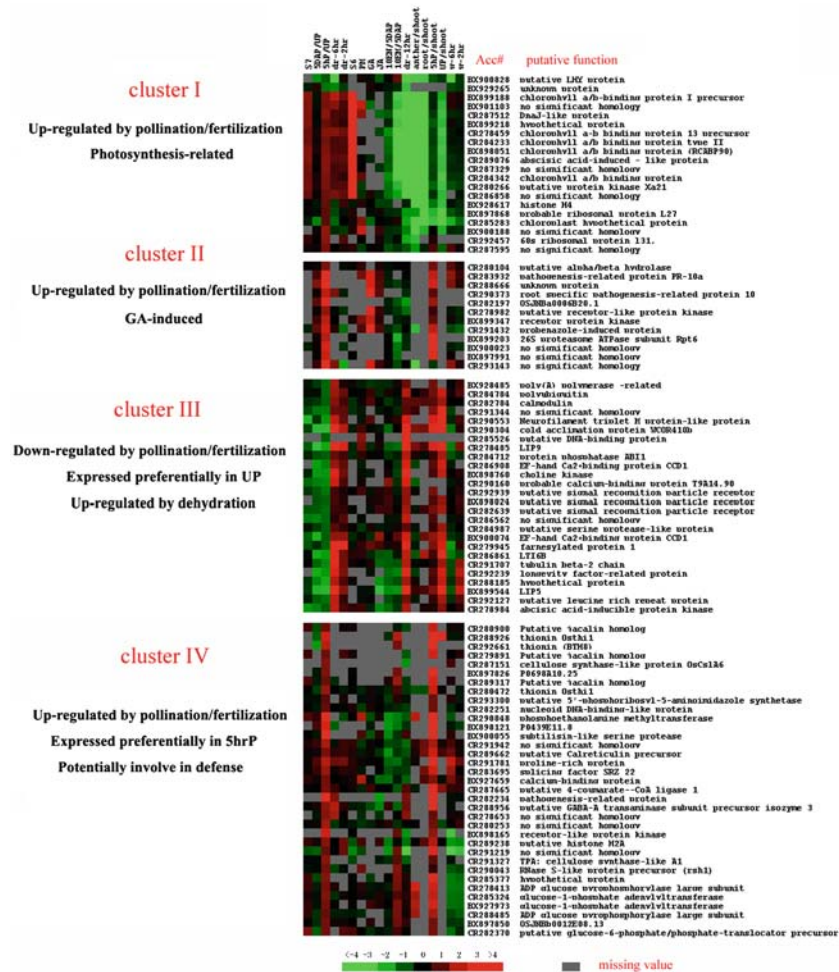 S7 5DAP/UP 5hP/UP dr-6hr dr-2hr S6 PM GA JA 10EM/5DAP 10EM/5DAP dr-12hr anther/shoot root/shoot 5hP/shoot UP/shoot w-6hr w-2hr
Acc# putative function
cluster I
Up-regulated by pollination/fertilization
Photosynthesis-related
BX900828 putative LHY protein
BX929265 unknown protein
BX899188 chlorophyll a/b-binding protein I precursor
BX901103 no significant homology
CR287512 DnaJ-like protein
BX899218 hypothetical protein
CR278459 chlorophyll a-b binding protein 13 precursor
CR284233 chlorophyll a/b binding protein type II
BX898051 chlorophyll a/b binding protein (RCABP90)
CR289076 abscisic acid-induced - like protein
CR287329 no significant homology
CR284342 chlorophyll a/b binding protein
CR280266 putative protein kinase Xa21
CR286858 no significant homology
BX928617 histone H4
BX897868 probable ribosomal protein L27
CR285283 chloroplast hypothetical protein
BX900188 no significant homology
CR292457 60s ribosomal protein l31.
CR287595 no significant homology
cluster II
Up-regulated by pollination/fertilization
GA-induced
CR288104 putative alpha/beta hydrolase
CR283932 pathogenesis-related protein PR-10a
CR288666 unknown protein
CR290373 root specific pathogenesis-related protein 10
CR282197 OSJNBa0006B20.1
CR278982 putative receptor-like protein kinase
BX899347 receptor protein kinase
CR291432 probenazole-induced protein
BX899203 26S proteasome ATPase subunit Rpt6
BX900023 no significant homology
BX897991 no significant homology
CR293143 no significant homology
cluster III
Down-regulated by pollination/fertilization
Expressed preferentially in UP
Up-regulated by dehydration
BX928485 poly(A) polymerase -related
CR284784 polyubiquitin
CR282784 calmodulin
CR291344 no significant homology
CR290553 Neurofilament triplet M protein-like protein
CR290304 cold acclimation protein WCOR410b
CR285526 putative DNA-binding protein
CR278485 LIP9
CR284712 protein phosphatase ABI1
CR286908 EF-hand Ca2-binding protein CCD1
BX898760 choline kinase
CR290160 probable calcium-binding protein T9A14.90
CR292939 putative signal recognition particle receptor
BX898024 putative signal recognition particle receptor
CR282639 putative signal recognition particle receptor
CR286562 no significant homology
CR284987 putative serine protease-like protein
BX900074 EF-hand Ca2-binding protein CCD1
CR279945 farnesylated protein 1
CR286861 LTI6B
CR291707 tubulin beta-2 chain
CR292239 longevity factor-related protein
CR288185 hypothetical protein
BX899544 LIP5
CR292127 putative leucine rich repeat protein
CR278984 abcisic acid-inducible protein kinase
cluster IV
Up-regulated by pollination/fertilization
Expressed preferentially in 5hrP
Potentially involve in defense
CR280908 Putative jacalin homolog
CR288926 thionin Osthi1
CR292661 thionin (BTH8)
CR279891 Putative jacalin homolog
CR287151 cellulose synthase-like protein OsCslA6
BX897826 P0698A10.25
CR289317 Putative jacalin homolog
CR280472 thionin Osthi1
CR293300 putative 5'-phosphoribosyl-5-aminoimidazole synthetase
CR282251 nucleoid DNA-binding-like protein
CR290848 phosphoethanolamine methyltransferase
BX898121 P0439E11.8
BX900055 subtilisin-like serine protease
CR291942 no significant homology
CR289662 putative Calreticulin precursor
CR291781 proline-rich protein
CR283695 splicing factor SRZ 22
BX927659 calcium-binding protein
CR287665 putative 4-coumarate--CoA ligase 1
CR282234 pathogenesis-related protein
CR288956 putative GABA-A transaminase subunit precursor isozyme 3
CR278653 no significant homology
CR280253 no significant homology
BX898165 receptor-like protein kinase
CR289238 putative histone H2A
CR291219 no significant homology
CR291327 TPA: cellulose synthase-like A1
CR290043 RNase S-like protein precursor (rsh1)
CR285377 hypothetical protein
CR278413 ADP glucose pyrophosphorylase large subunit
CR285324 glucose-1-phosphate adenylyltransferase
BX927973 glucose-1-phosphate adenylyltransferase
CR288485 ADP glucose pyrophosphorylase large subunit
BX897850 OSJNBb0012E08.13
CR282370 putative glucose-6-phosphate/phosphate-translocator precursor
<-4 -3 -2 -1 0 1 2 3 >4
missing value